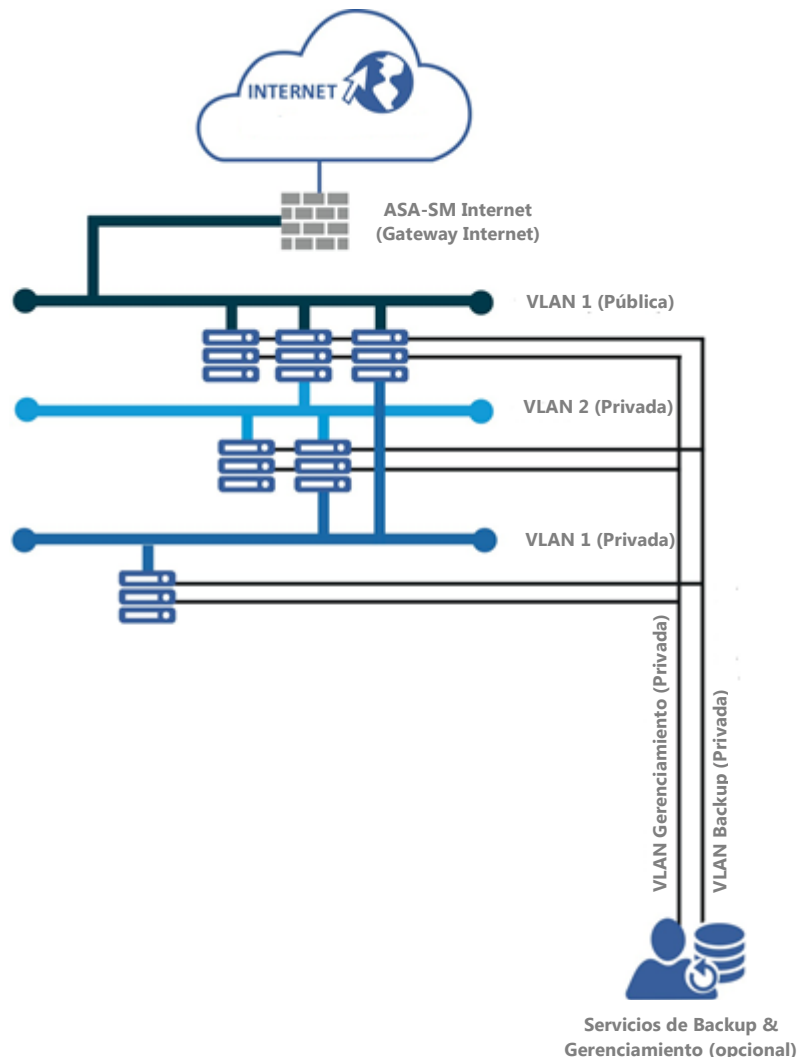 INTERNET
ASA-SM Internet
(Gateway Internet)
VLAN 1 (Pública)
VLAN 2 (Privada)
VLAN 1 (Privada)
VLAN Gerenciamiento (Privada)
VLAN Backup (Privada)
Servicios de Backup &
Gerenciamiento (opcional)